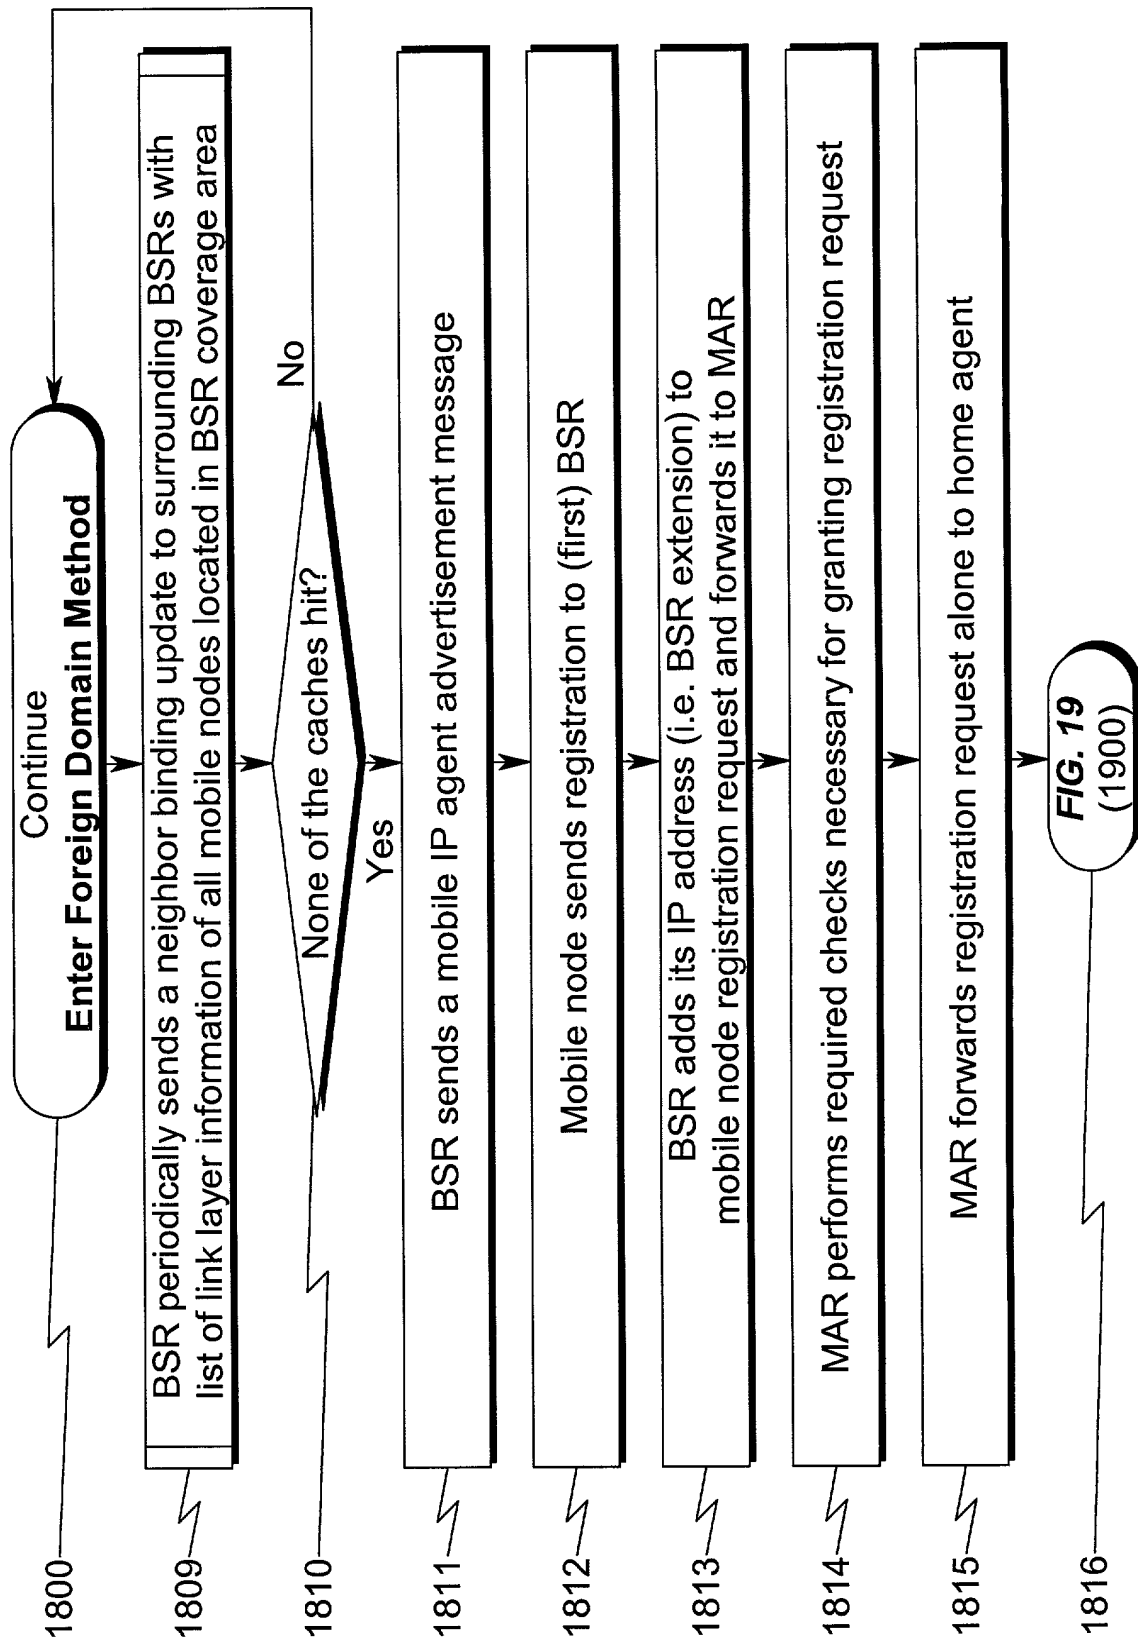 1800
Continue
Enter Foreign Domain Method
1809
BSR periodically sends a neighbor binding update to surrounding BSRs with
list of link layer information of all mobile nodes located in BSR coverage area
1810
None of the caches hit?
No
Yes
1811
BSR sends a mobile IP agent advertisement message
1812
Mobile node sends registration to (first) BSR
1813
BSR adds its IP address (i.e. BSR extension) to
mobile node registration request and forwards it to MAR
1814
MAR performs required checks necessary for granting registration request
1815
MAR forwards registration request alone to home agent
1816
FIG. 19
(1900)